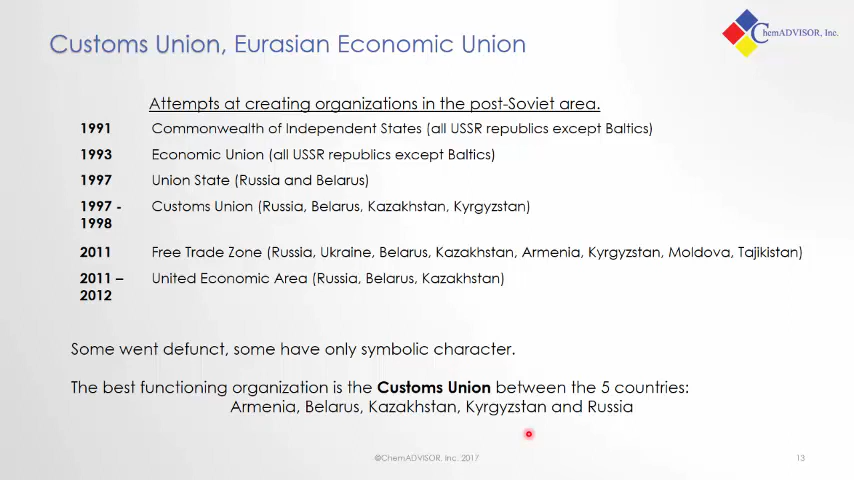 Customs Union, Eurasian Economic Union
ChemADVISOR, Inc.
Attempts at creating organizations in the post-Soviet area.
1991 Commonwealth of Independent States (all USSR republics except Baltics)
1993 Economic Union (all USSR republics except Baltics)
1997 Union State (Russia and Belarus)
1997 - Customs Union (Russia, Belarus, Kazakhstan, Kyrgyzstan)
1998
2011 Free Trade Zone (Russia, Ukraine, Belarus, Kazakhstan, Armenia, Kyrgyzstan, Moldova, Tajikistan)
2011 – United Economic Area (Russia, Belarus, Kazakhstan)
2012
Some went defunct, some have only symbolic character.
The best functioning organization is the Customs Union between the 5 countries:
Armenia, Belarus, Kazakhstan, Kyrgyzstan and Russia
©ChemADVISOR, Inc. 2017
13